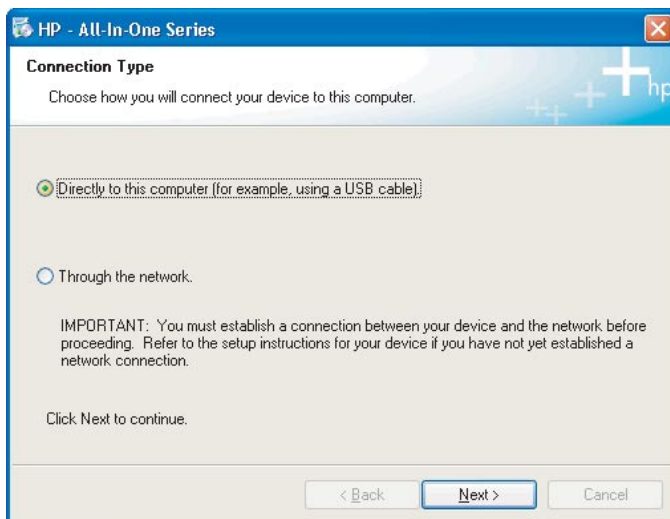 HP - All-In-One Series
Connection Type
Choose how you will connect your device to this computer.
hp
Directly to this computer (for example, using a USB cable).
Through the network.
IMPORTANT: You must establish a connection between your device and the network before
proceeding. Refer to the setup instructions for your device if you have not yet established a
network connection.
Click Next to continue.
< Back
Next >
Cancel